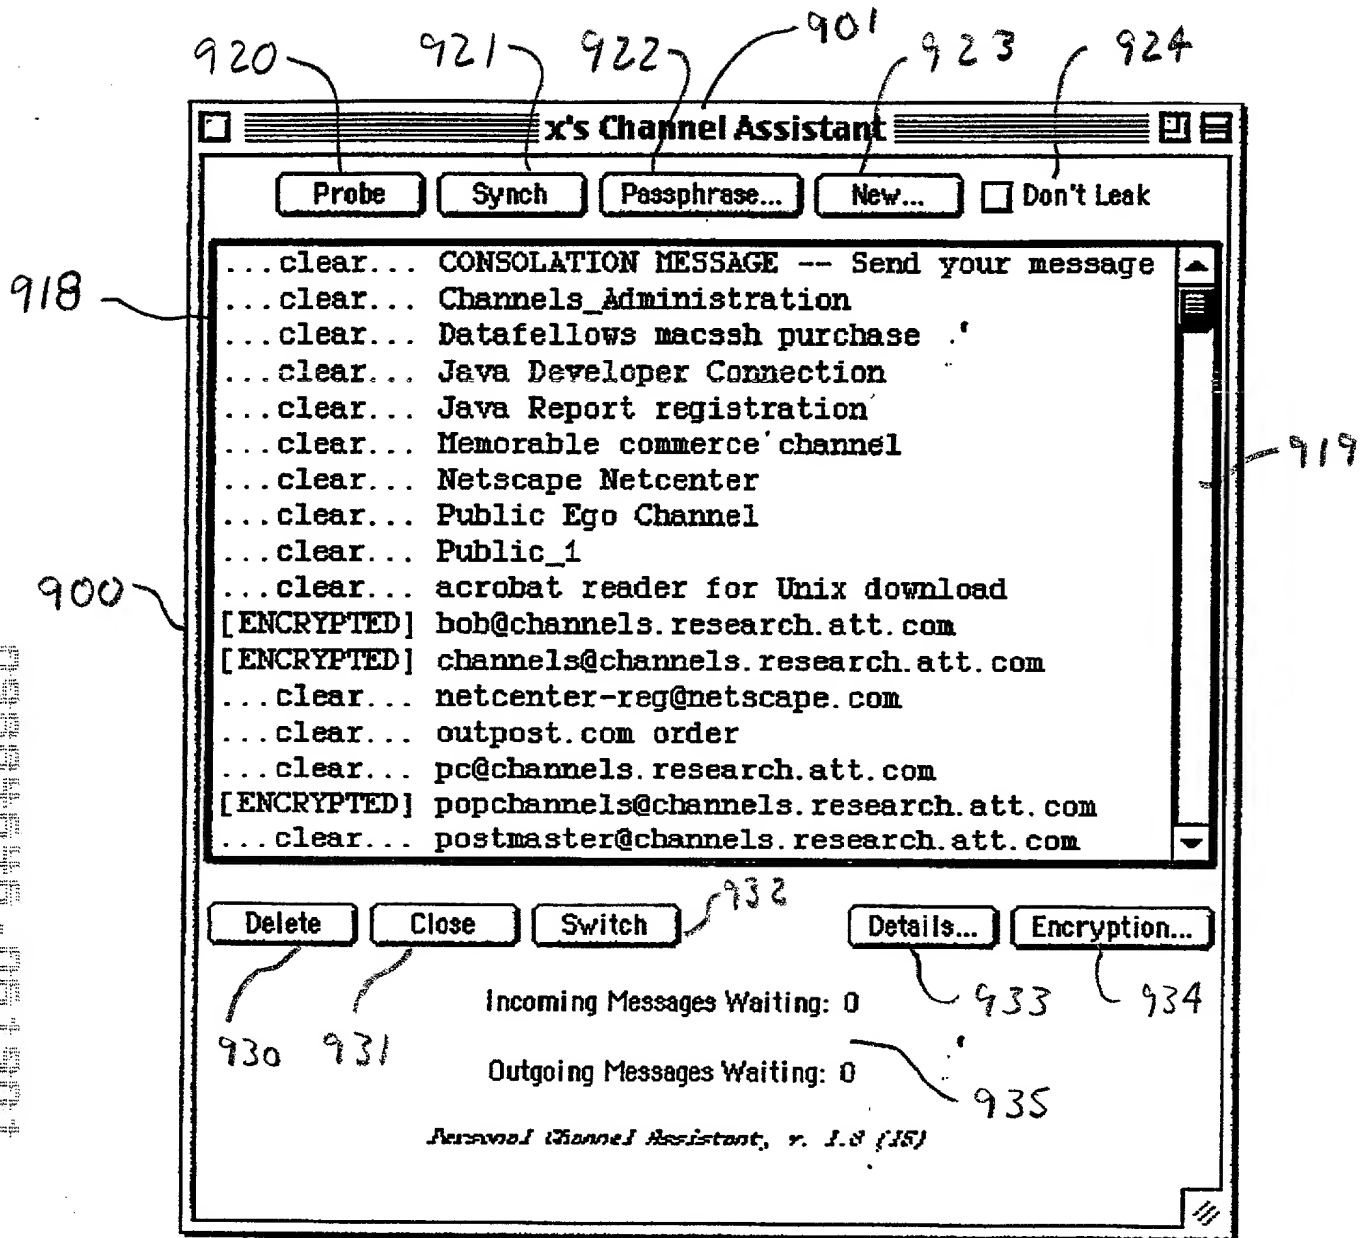 920 921 922 901 923 924
x's Channel Assistant
Probe Synch Passphrase... New... Don't Leak
918
...clear... CONSOLATION MESSAGE -- Send your message
...clear... Channels_Administration
...clear... Datafellows macssh purchase
...clear... Java Developer Connection
...clear... Java Report registration
...clear... Memorable commerce channel
919
...clear... Netscape Netcenter
...clear... Public Ego Channel
...clear... Public_1
900
...clear... acrobat reader for Unix download
[ENCRYPTED] bob@channels.research.att.com
[ENCRYPTED] channels@channels.research.att.com
...clear... netcenter-reg@netscape.com
...clear... outpost.com order
...clear... pc@channels.research.att.com
[ENCRYPTED] popchannels@channels.research.att.com
...clear... postmaster@channels.research.att.com
932
Delete Close Switch Details... Encryption...
Incoming Messages Waiting: 0
933 934
930 931
Outgoing Messages Waiting: 0
935
Personal Channel Assistant, r. 1.8